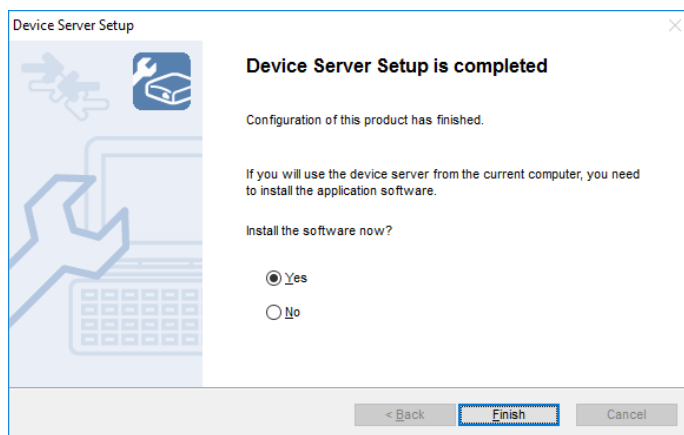 Device Server Setup
Device Server Setup is completed
Configuration of this product has finished.
If you will use the device server from the current computer, you need
to install the application software.
Install the software now?
Yes
No
< Back
Finish
Cancel